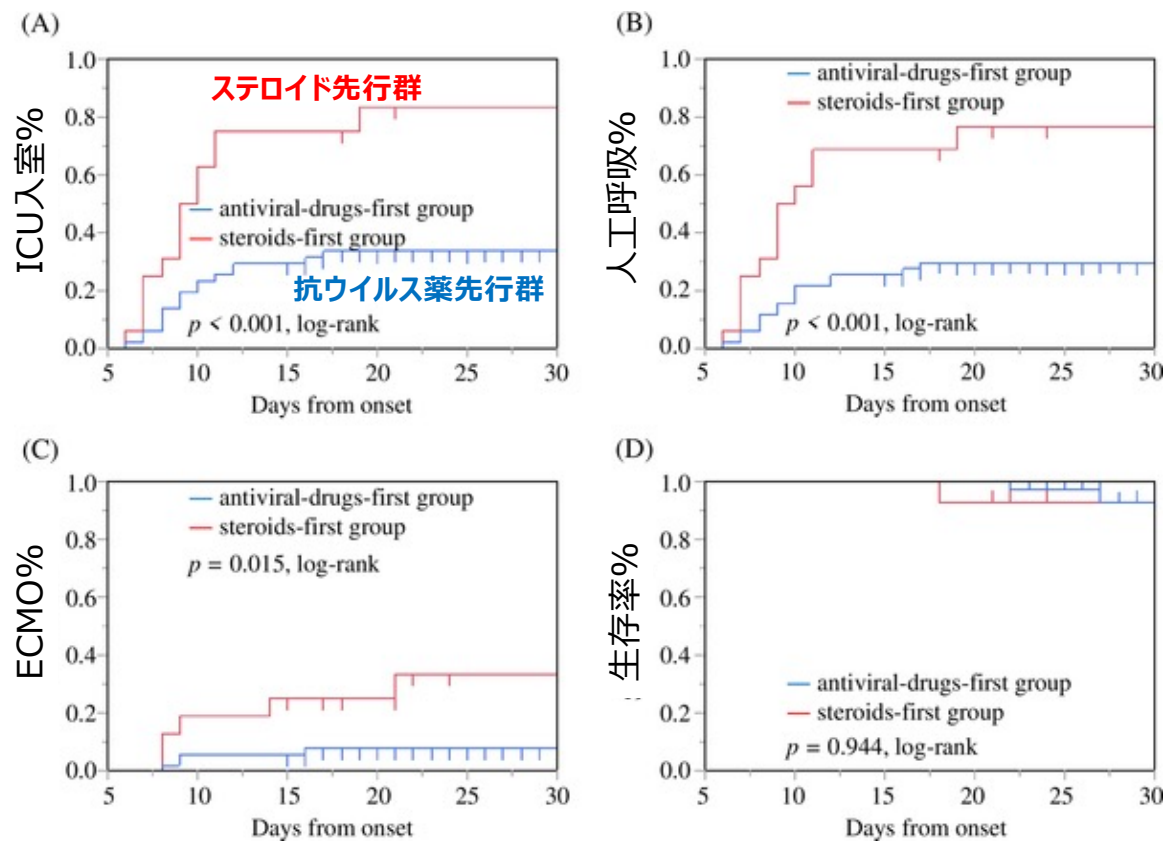 (A)
ICU入室%
1.0
0.8
0.6
0.4
0.2
0.0
ステロイド先行群
antiviral-drugs-first group
steroids-first group
抗ウイルス薬先行群
p < 0.001, log-rank
5 10 15 20 25 30
Days from onset
(B)
人工呼吸%
1.0
0.8
0.6
0.4
0.2
0.0
antiviral-drugs-first group
steroids-first group
p < 0.001, log-rank
5 10 15 20 25 30
Days from onset
(C)
ECMO%
1.0
0.8
0.6
0.4
0.2
0.0
antiviral-drugs-first group
steroids-first group
p = 0.015, log-rank
5 10 15 20 25 30
Days from onset
(D)
生存率%
1.0
0.8
0.6
0.4
0.2
0.0
antiviral-drugs-first group
steroids-first group
p = 0.944, log-rank
5 10 15 20 25 30
Days from onset